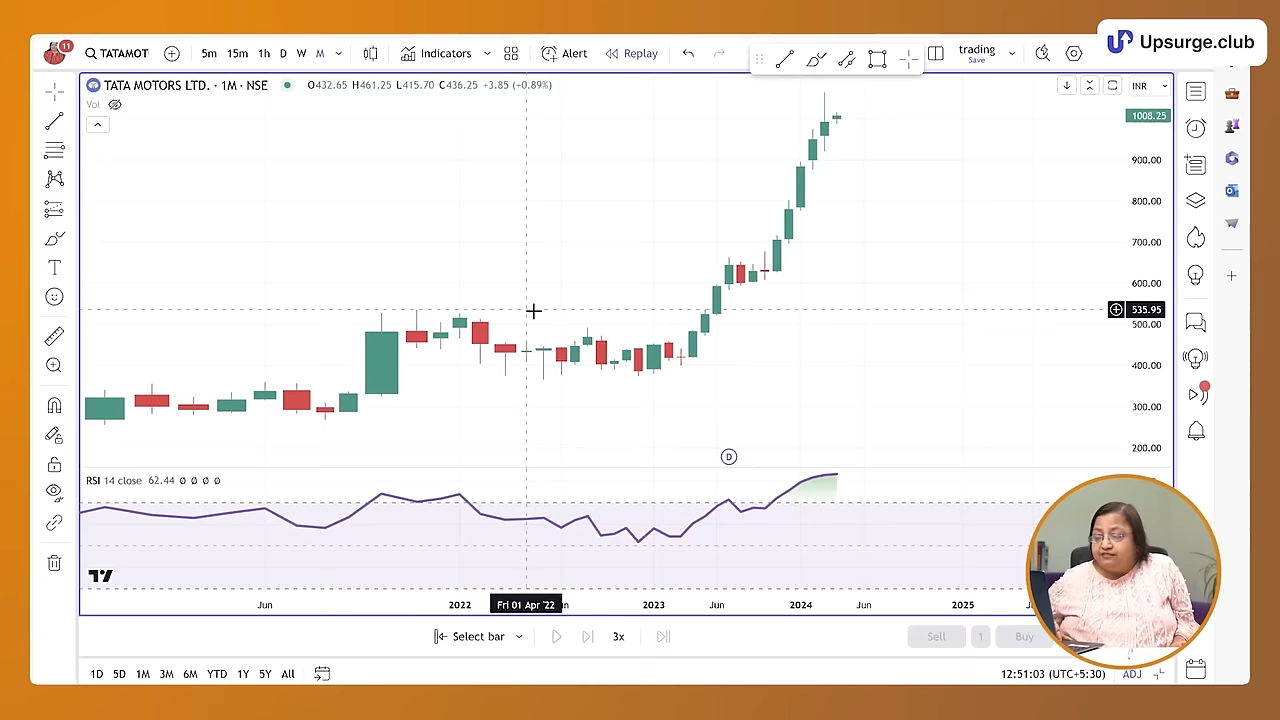 Upsurge.club
11
TATAMOT
5m 15m 1h D W M
Indicators
Alert
Replay
trading
Save
TATA MOTORS LTD. · 1M · NSE
O432.65 H461.25 L415.70 C436.25 +3.85 (+0.89%)
INR
Vol
1008.25
900.00
800.00
700.00
600.00
535.95
500.00
400.00
300.00
200.00
D
RSI 14 close 62.44 Ø Ø Ø Ø
Jun
2022
Fri 01 Apr '22
2023
Jun
2024
Jun
2025
Select bar
3x
Sell
1
Buy
1D 5D 1M 3M 6M YTD 1Y 5Y All
12:51:03 (UTC+5:30)
ADJ